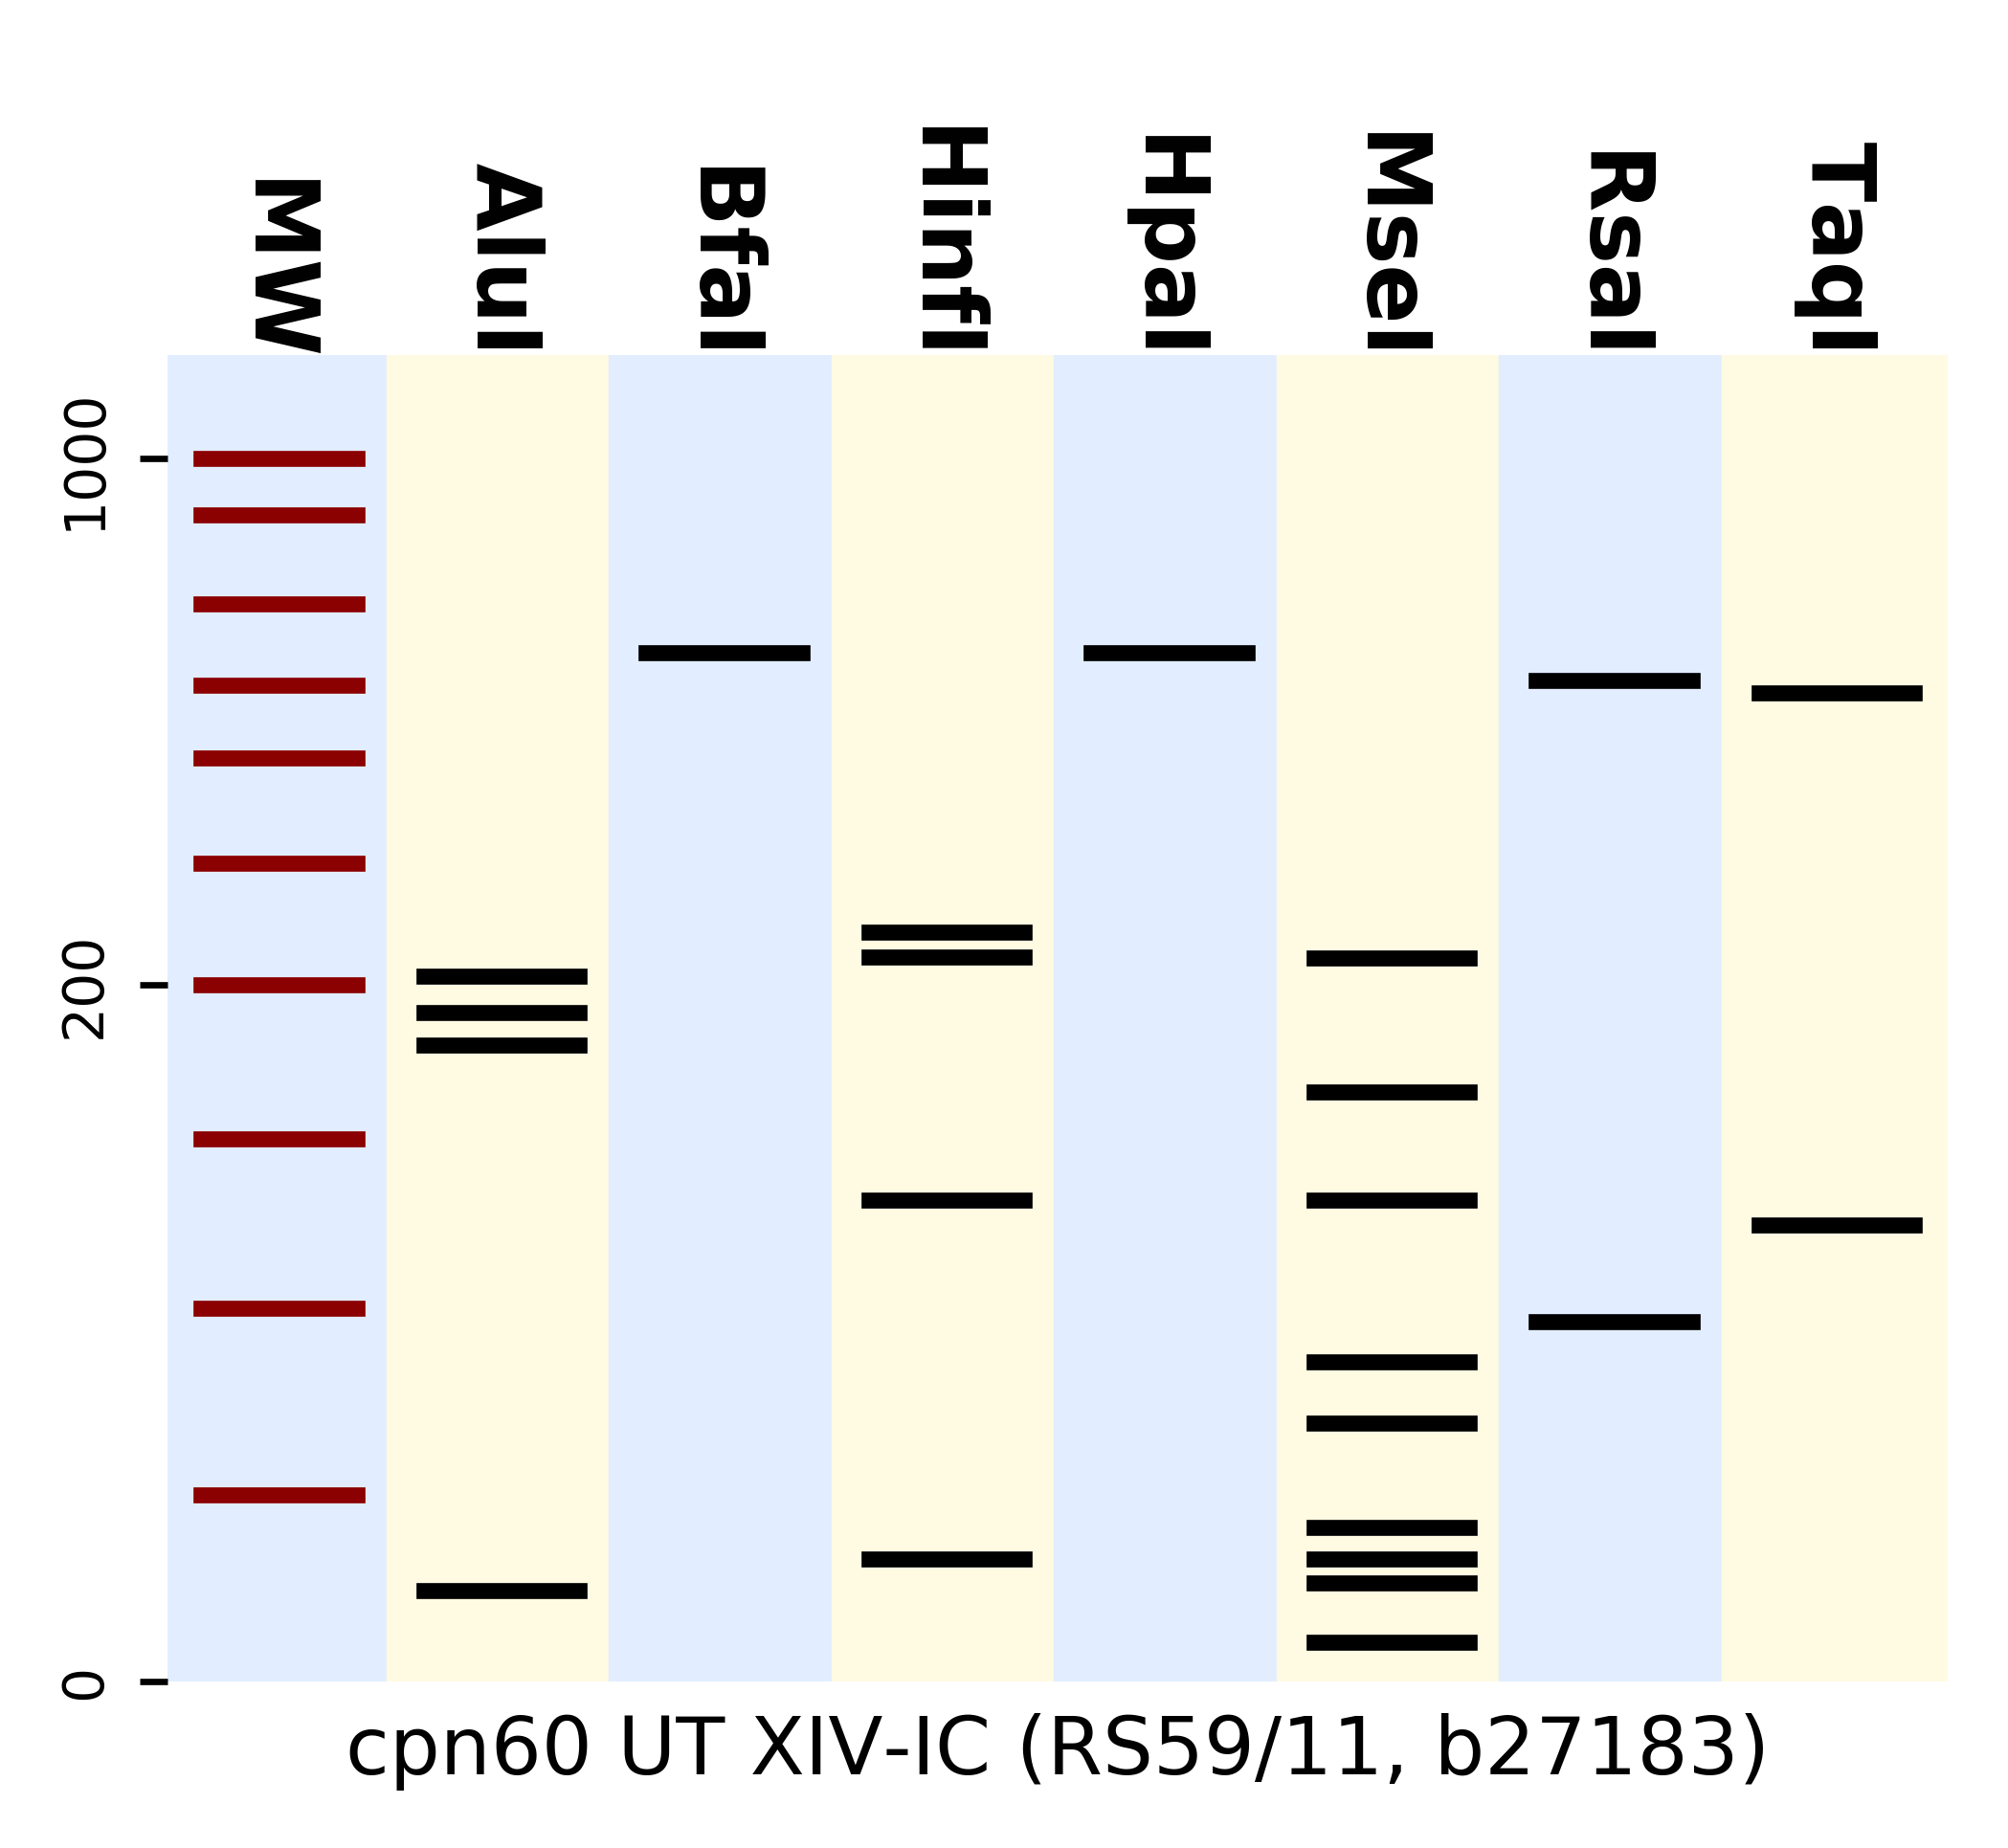 MW
AluI
BfaI
HinfI
HpaI
MseI
RsaI
TaqI
1000
200
0
cpn60 UT XIV-IC (RS59/11, b27183)